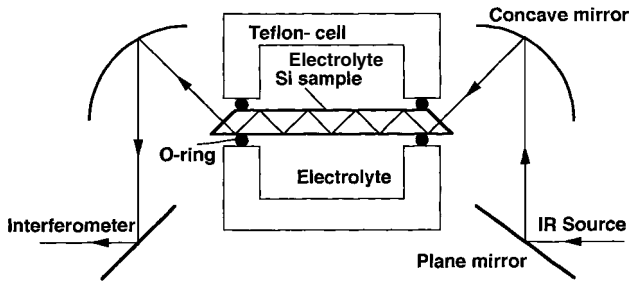 Concave mirror
Teflon- cell
Electrolyte
Si sample
O-ring
Electrolyte
Interferometer
IR Source
Plane mirror